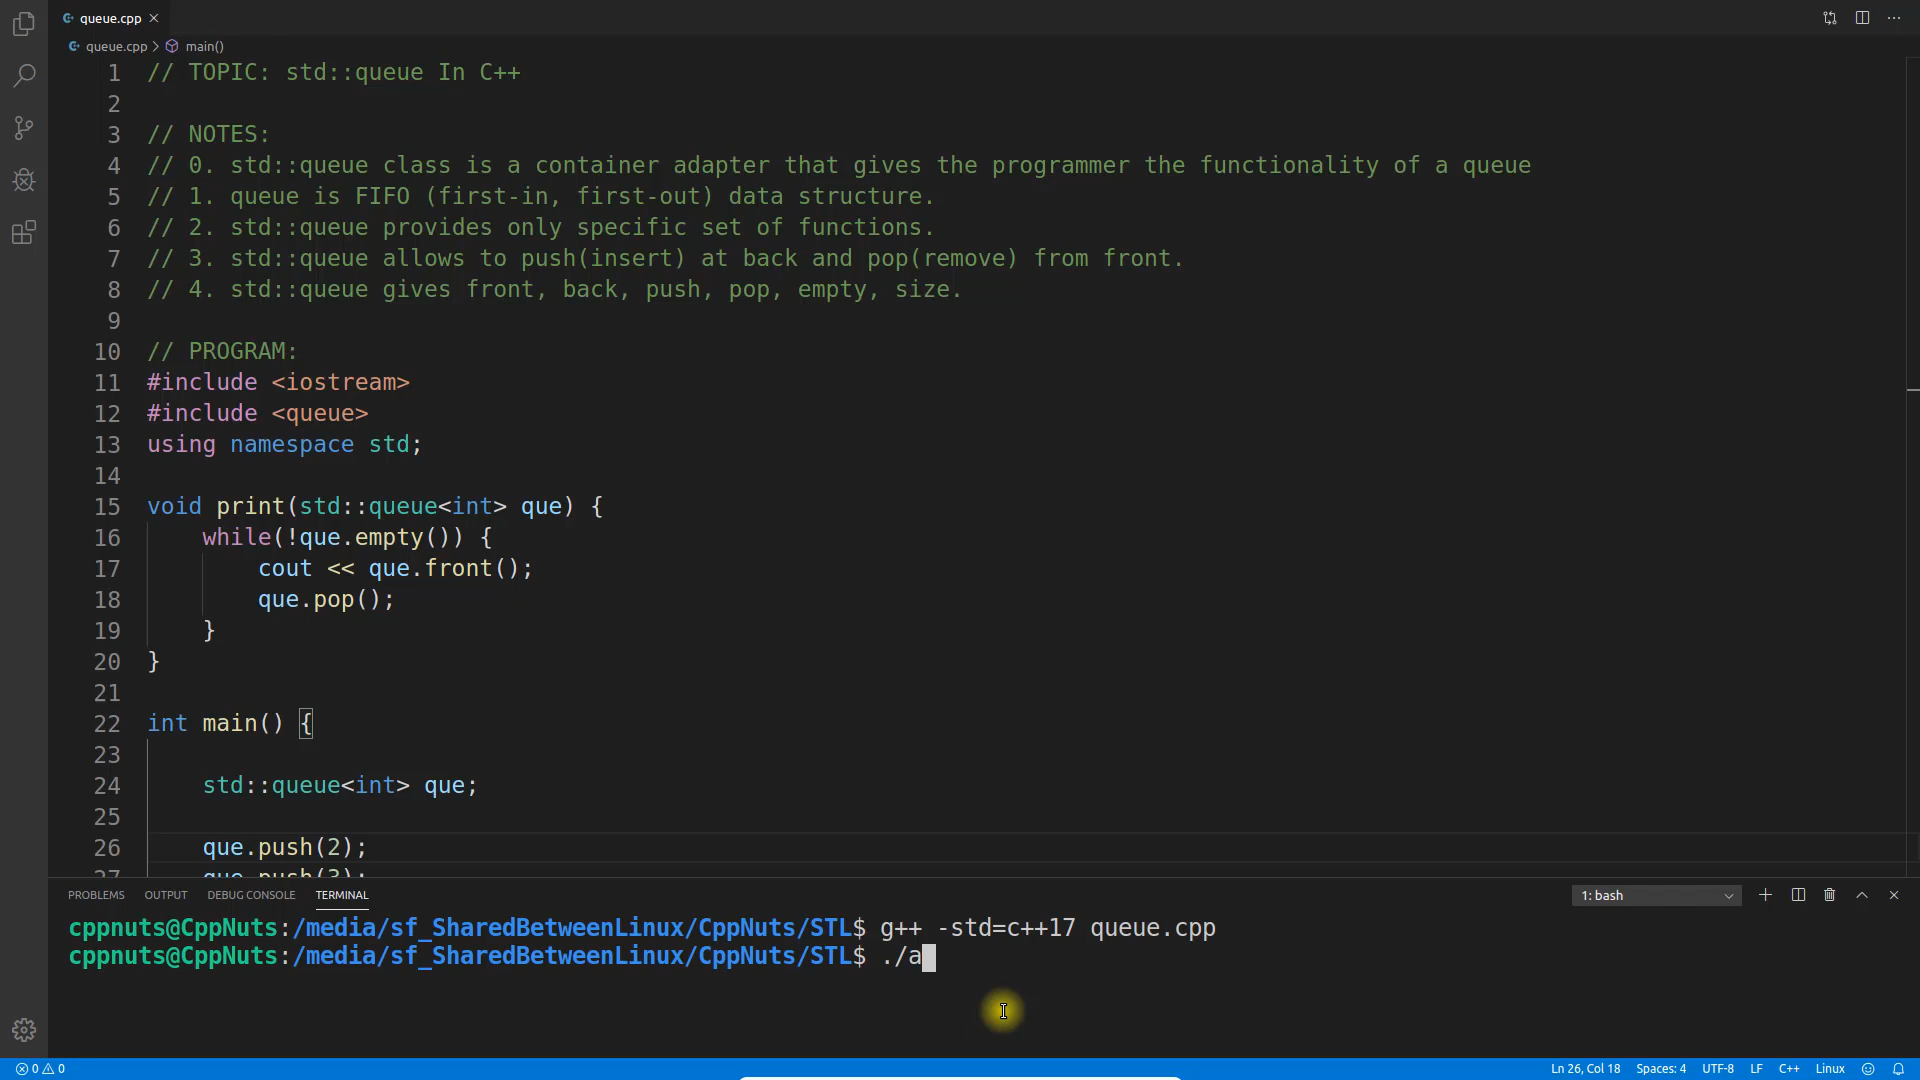 queue.cpp
queue.cpp > main()
1 // TOPIC: std::queue In C++
2
3 // NOTES:
4 // 0. std::queue class is a container adapter that gives the programmer the functionality of a queue
5 // 1. queue is FIFO (first-in, first-out) data structure.
6 // 2. std::queue provides only specific set of functions.
7 // 3. std::queue allows to push(insert) at back and pop(remove) from front.
8 // 4. std::queue gives front, back, push, pop, empty, size.
9
10 // PROGRAM:
11 #include <iostream>
12 #include <queue>
13 using namespace std;
14
15 void print(std::queue<int> que) {
16     while(!que.empty()) {
17         cout << que.front();
18         que.pop();
19     }
20 }
21
22 int main() {
23
24     std::queue<int> que;
25
26     que.push(2);
27     que.push(3);
PROBLEMS OUTPUT DEBUG CONSOLE TERMINAL 1: bash
cppnuts@CppNuts:/media/sf_SharedBetweenLinux/CppNuts/STL$ g++ -std=c++17 queue.cpp
cppnuts@CppNuts:/media/sf_SharedBetweenLinux/CppNuts/STL$ ./a
0 0 Ln 26, Col 18 Spaces: 4 UTF-8 LF C++ Linux